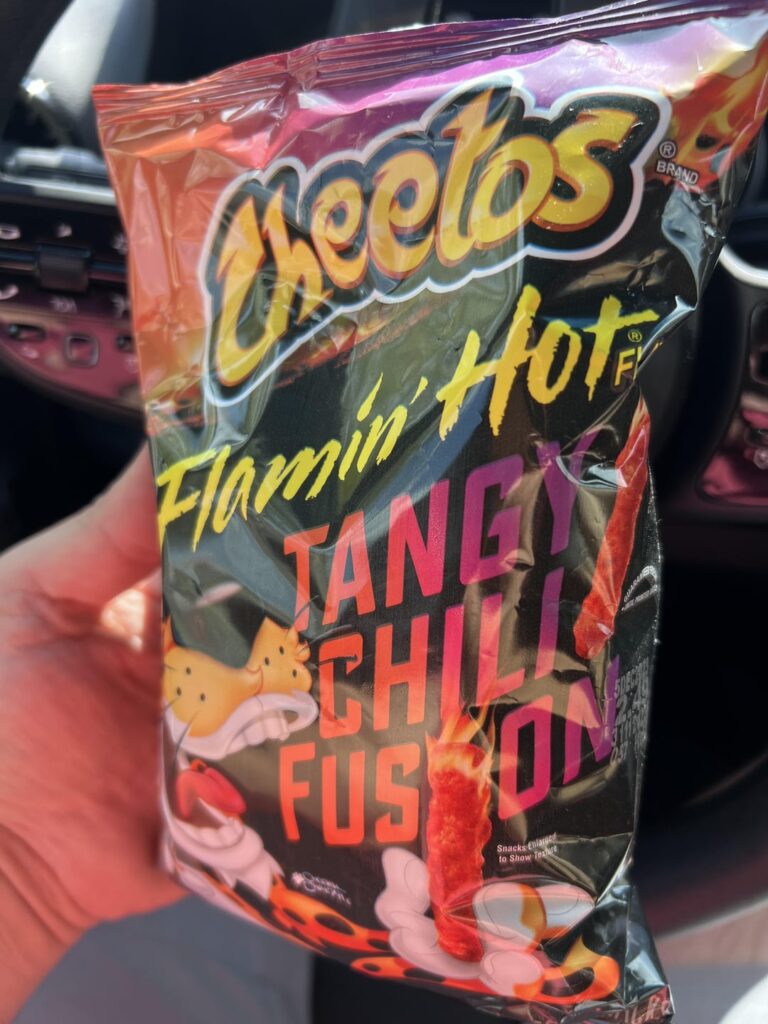 Cheetos
® BRAND
Flamin' Hot ®
TANGY
CHILI
FUSION
Snacks Enlarged
to Show Texture